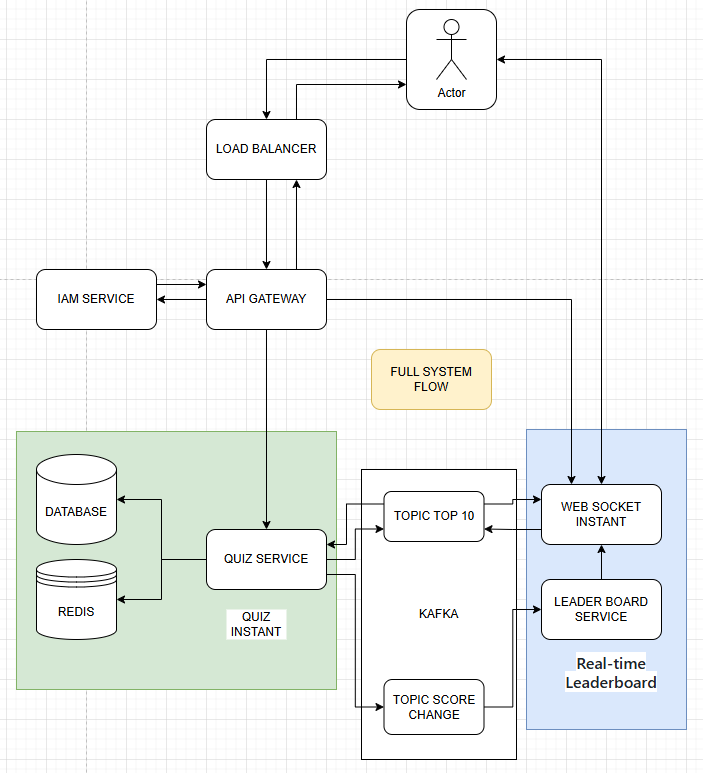 Actor
LOAD BALANCER
IAM SERVICE
API GATEWAY
FULL SYSTEM
FLOW
DATABASE
REDIS
QUIZ SERVICE
QUIZ
INSTANT
TOPIC TOP 10
KAFKA
TOPIC SCORE
CHANGE
WEB SOCKET
INSTANT
LEADER BOARD
SERVICE
Real-time
Leaderboard